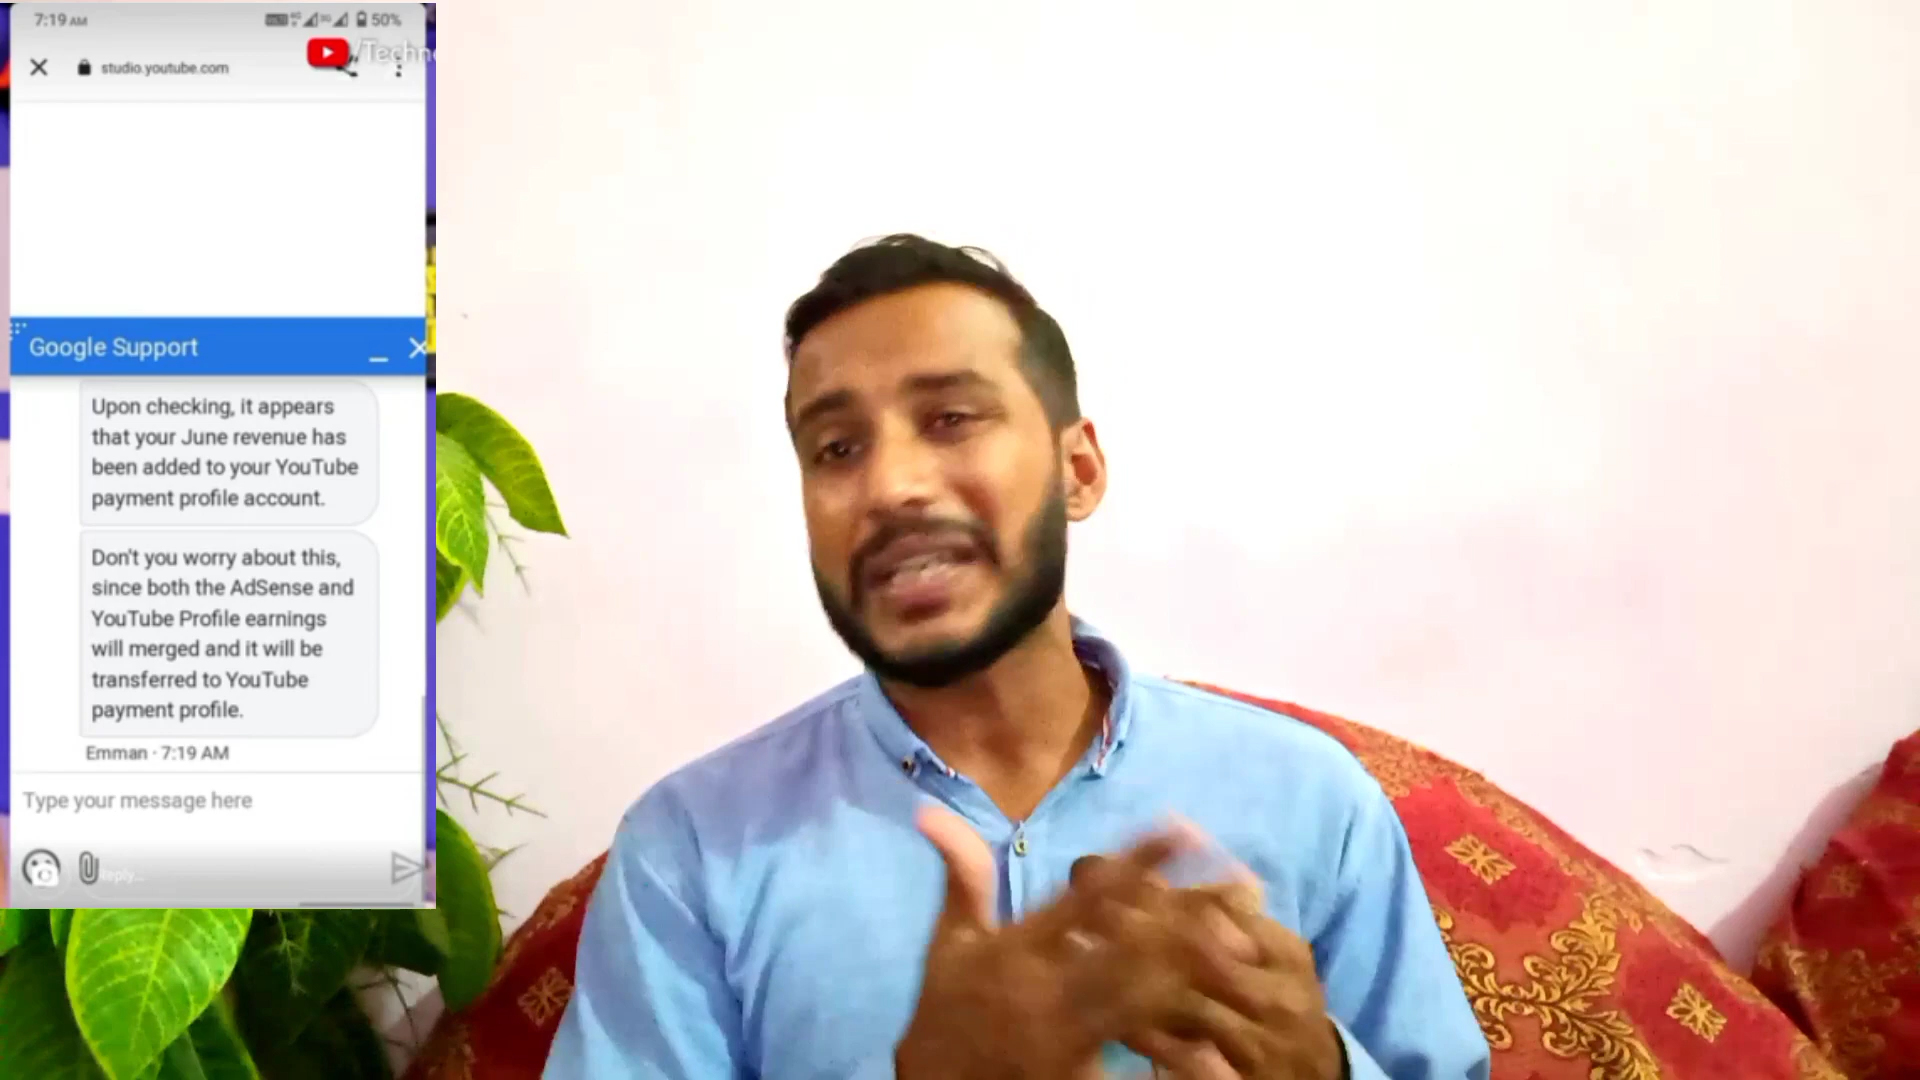 7:19 AM
50%
studio.youtube.com
Google Support
Upon checking, it appears
that your June revenue has
been added to your YouTube
payment profile account.
Don't you worry about this,
since both the AdSense and
YouTube Profile earnings
will merged and it will be
transferred to YouTube
payment profile.
Emman · 7:19 AM
Type your message here
Reply...